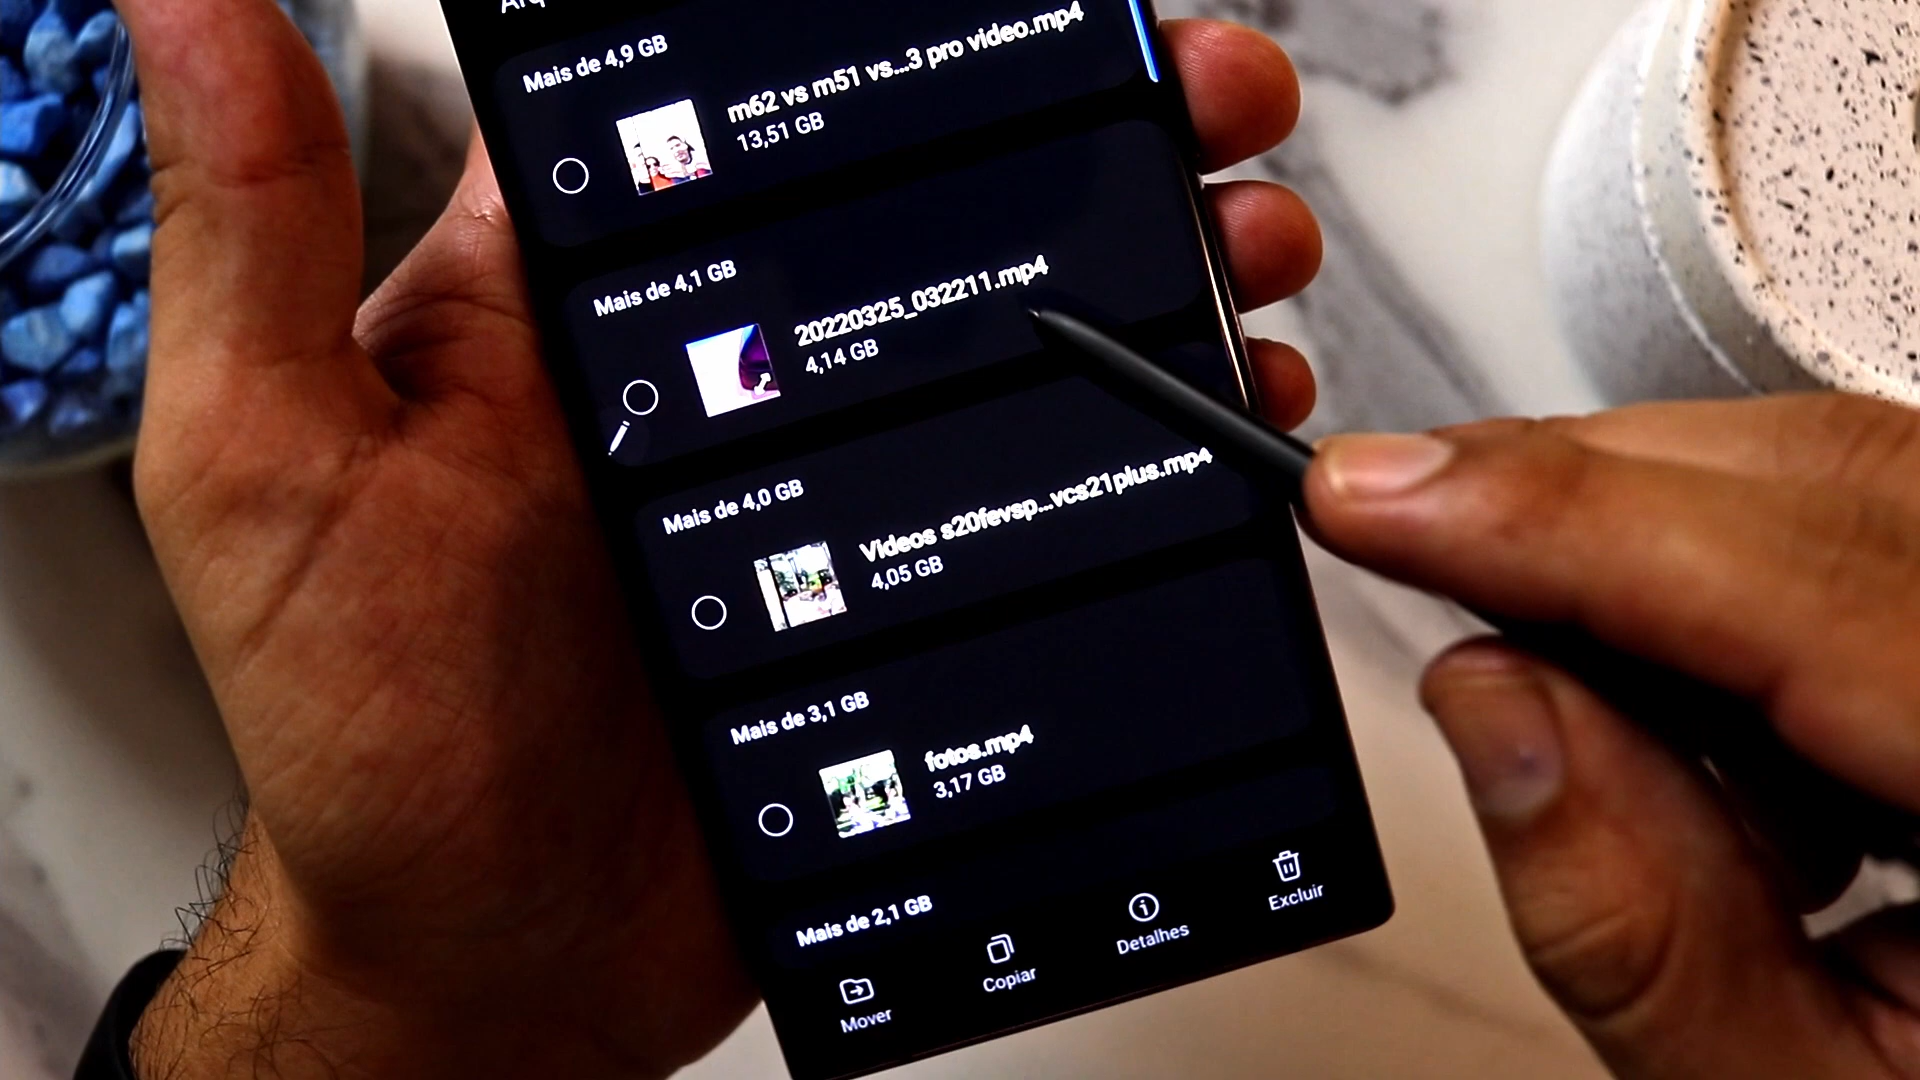 Mais de 4,9 GB
m62 vs m51 vs...3 pro video.mp4
13,51 GB
Mais de 4,1 GB
20220325_032211.mp4
4,14 GB
Mais de 4,0 GB
Videos s20fevsp...vcs21plus.mp4
4,05 GB
Mais de 3,1 GB
fotos.mp4
3,17 GB
Mais de 2,1 GB
Mover
Copiar
Detalhes
Excluir